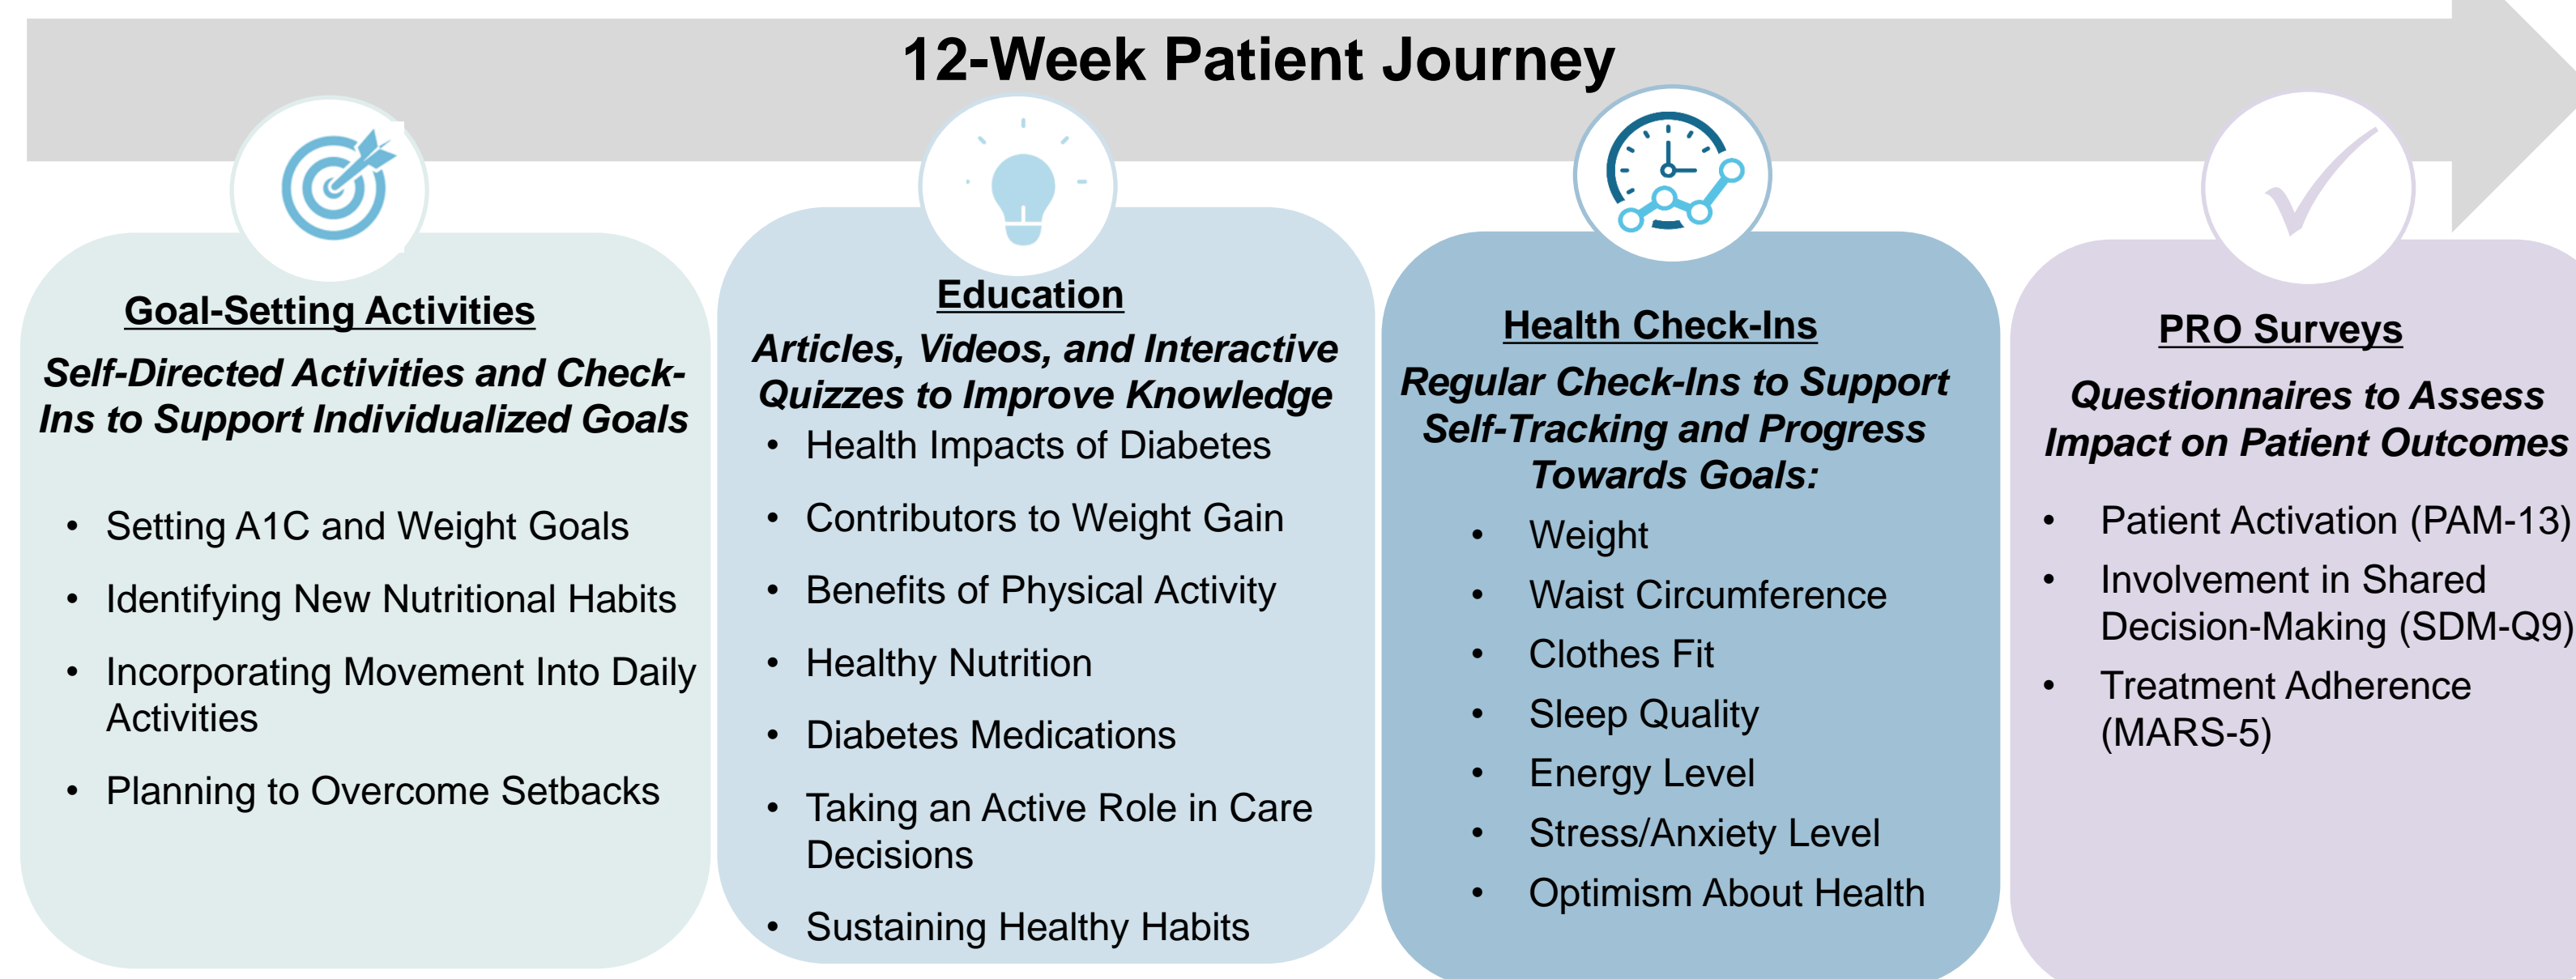 12-Week Patient Journey
Goal-Setting Activities
Self-Directed Activities and Check-
Ins to Support Individualized Goals
• Setting A1C and Weight Goals
• Identifying New Nutritional Habits
• Incorporating Movement Into Daily
Activities
• Planning to Overcome Setbacks
Education
Articles, Videos, and Interactive
Quizzes to Improve Knowledge
• Health Impacts of Diabetes
• Contributors to Weight Gain
• Benefits of Physical Activity
• Healthy Nutrition
• Diabetes Medications
• Taking an Active Role in Care
Decisions
• Sustaining Healthy Habits
Health Check-Ins
Regular Check-Ins to Support
Self-Tracking and Progress
Towards Goals:
• Weight
• Waist Circumference
• Clothes Fit
• Sleep Quality
• Energy Level
• Stress/Anxiety Level
• Optimism About Health
PRO Surveys
Questionnaires to Assess
Impact on Patient Outcomes
• Patient Activation (PAM-13)
• Involvement in Shared
Decision-Making (SDM-Q9)
• Treatment Adherence
(MARS-5)